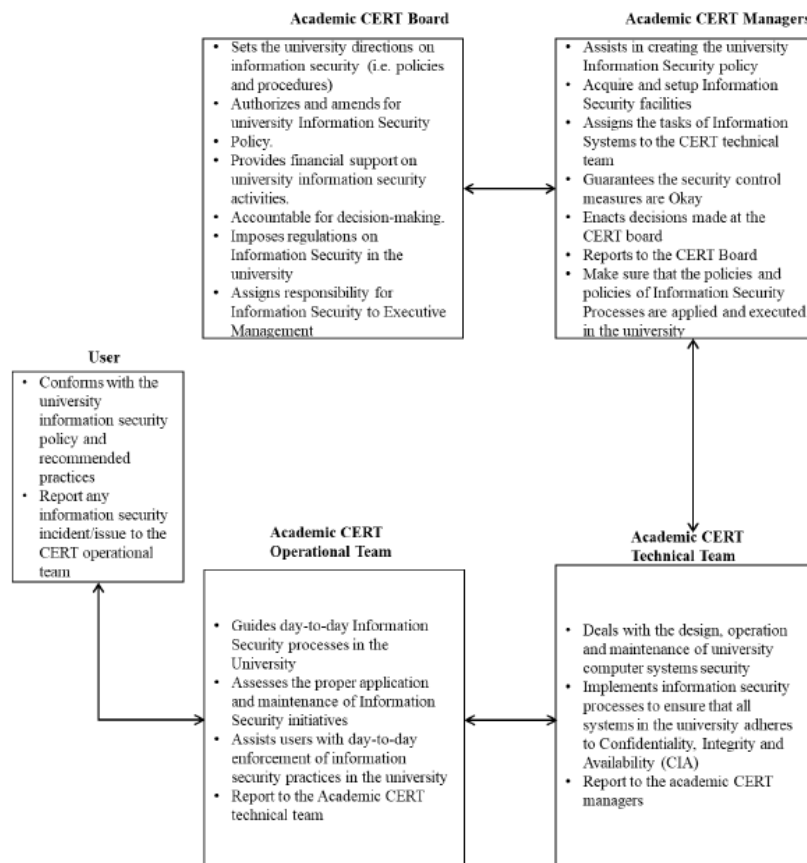 Academic CERT Board
• Sets the university directions on
information security (i.e. policies
and procedures)
• Authorizes and amends for
university Information Security
• Policy.
• Provides financial support on
university information security
activities.
• Accountable for decision-making.
• Imposes regulations on
Information Security in the
university
• Assigns responsibility for
Information Security to Executive
Management
Academic CERT Managers
• Assists in creating the university
Information Security policy
• Acquire and setup Information
Security facilities
• Assigns the tasks of Information
Systems to the CERT technical
team
• Guarantees the security control
measures are Okay
• Enacts decisions made at the
CERT board
• Reports to the CERT Board
• Make sure that the policies and
policies of Information Security
Processes are applied and executed
in the university
User
• Conforms with the
university
information security
policy and
recommended
practices
• Report any
information security
incident/issue to the
CERT operational
team
Academic CERT
Operational Team
• Guides day-to-day Information
Security processes in the
University
• Assesses the proper application
and maintenance of Information
Security initiatives
• Assists users with day-to-day
enforcement of information
security practices in the university
• Report to the Academic CERT
technical team
Academic CERT
Technical Team
• Deals with the design, operation
and maintenance of university
computer systems security
• Implements information security
processes to ensure that all
systems in the university adheres
to Confidentiality, Integrity and
Availability (CIA)
• Report to the academic CERT
managers